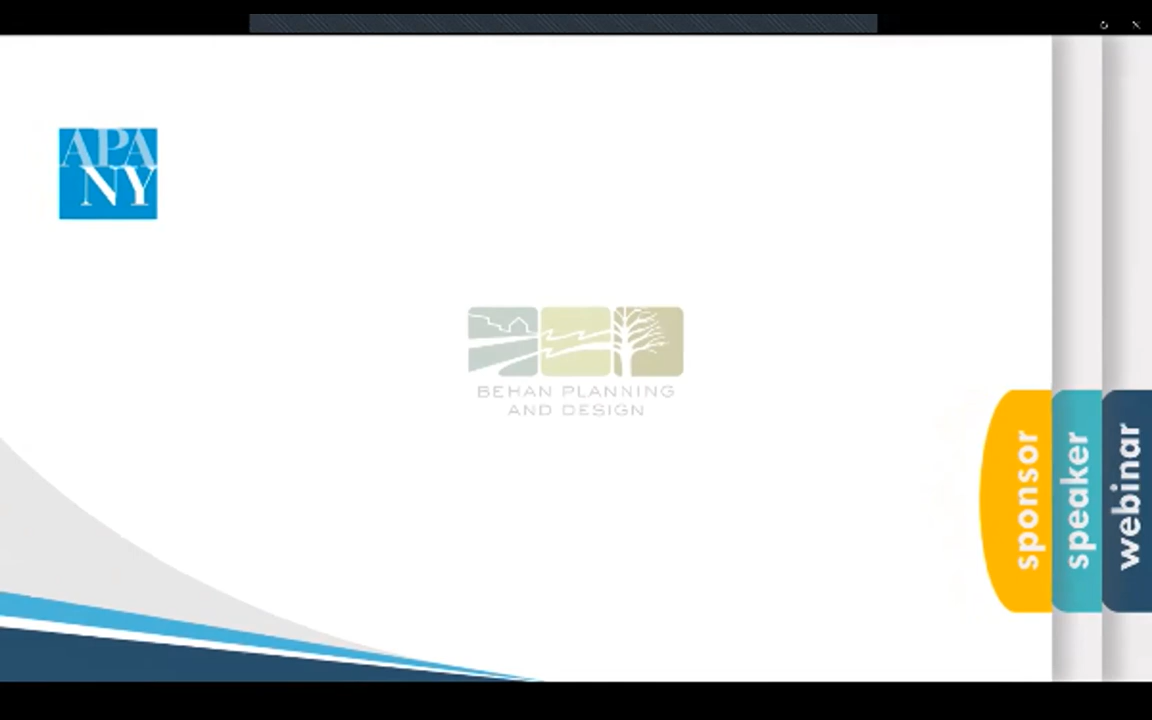 APA
NY
BEHAN PLANNING
AND DESIGN
sponsor
speaker
webinar